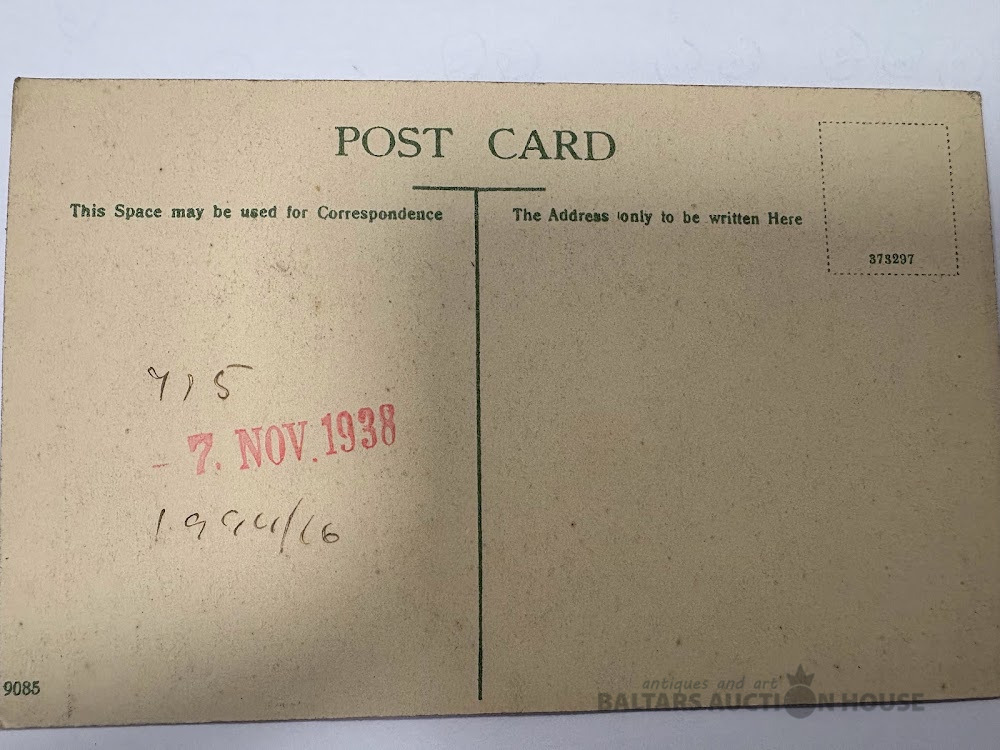 POST CARD
This Space may be used for Correspondence
The Address only to be written Here
373297
715
- 7. NOV. 1938
9085
antiques and art
BALTARS AUCTION HOUSE